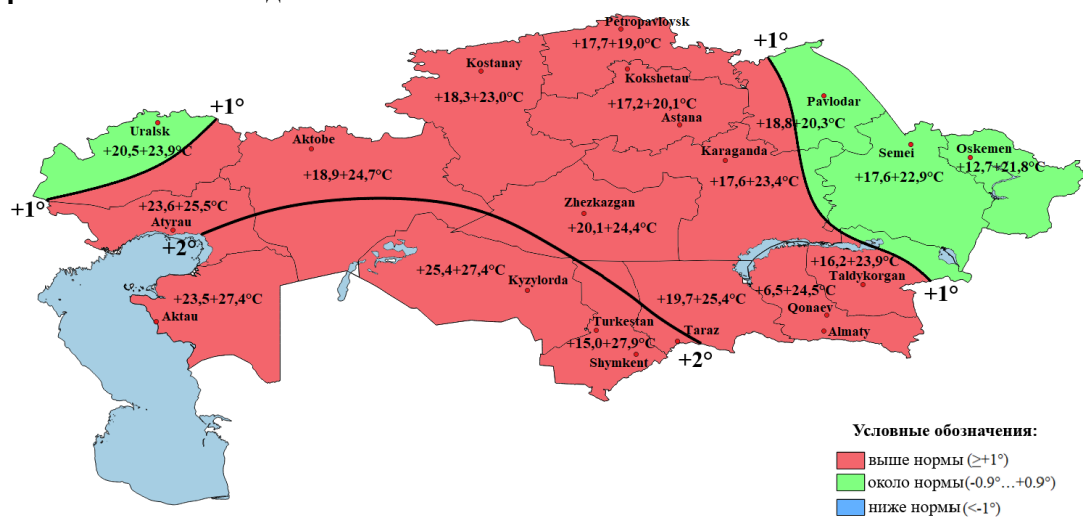 Petropavlovsk
+17,7+19,0°C
+1°
Kostanay
Kokshetau
+18,3+23,0°C
+17,2+20,1°C
Astana
Pavlodar
+18,8+20,3°C
+1°
Uralsk
+20,5+23,9°C
Aktobe
+18,9+24,7°C
Karaganda
+17,6+23,4°C
Semei
+17,6+22,9°C
Oskemen
+12,7+21,8°C
+1°
+23,6+25,5°C
Atyrau
+2°
Zhezkazgan
+20,1+24,4°C
+25,4+27,4°C
Kyzylorda
+23,5+27,4°C
Aktau
+16,2+23,9°C
Taldykorgan
+1°
+19,7+25,4°C
+6,5+24,5°C
Qonaev
Almaty
Turkestan
+15,0+27,9°C
Shymkent
Taraz
+2°
Условные обозначения:
выше нормы (≥+1°)
около нормы (-0.9°…+0.9°)
ниже нормы (<-1°)